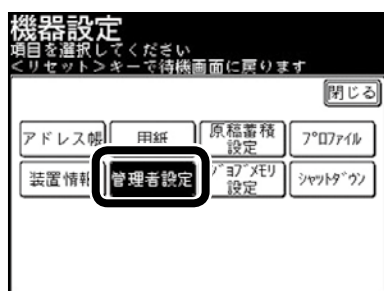 機器設定
項目を選択してください
<リセット>キーで待機画面に戻ります
閉じる
アドレス帳 用紙 原稿蓄積設定 プロファイル
装置情報 管理者設定 ジョブメモリ設定 シャットダウン